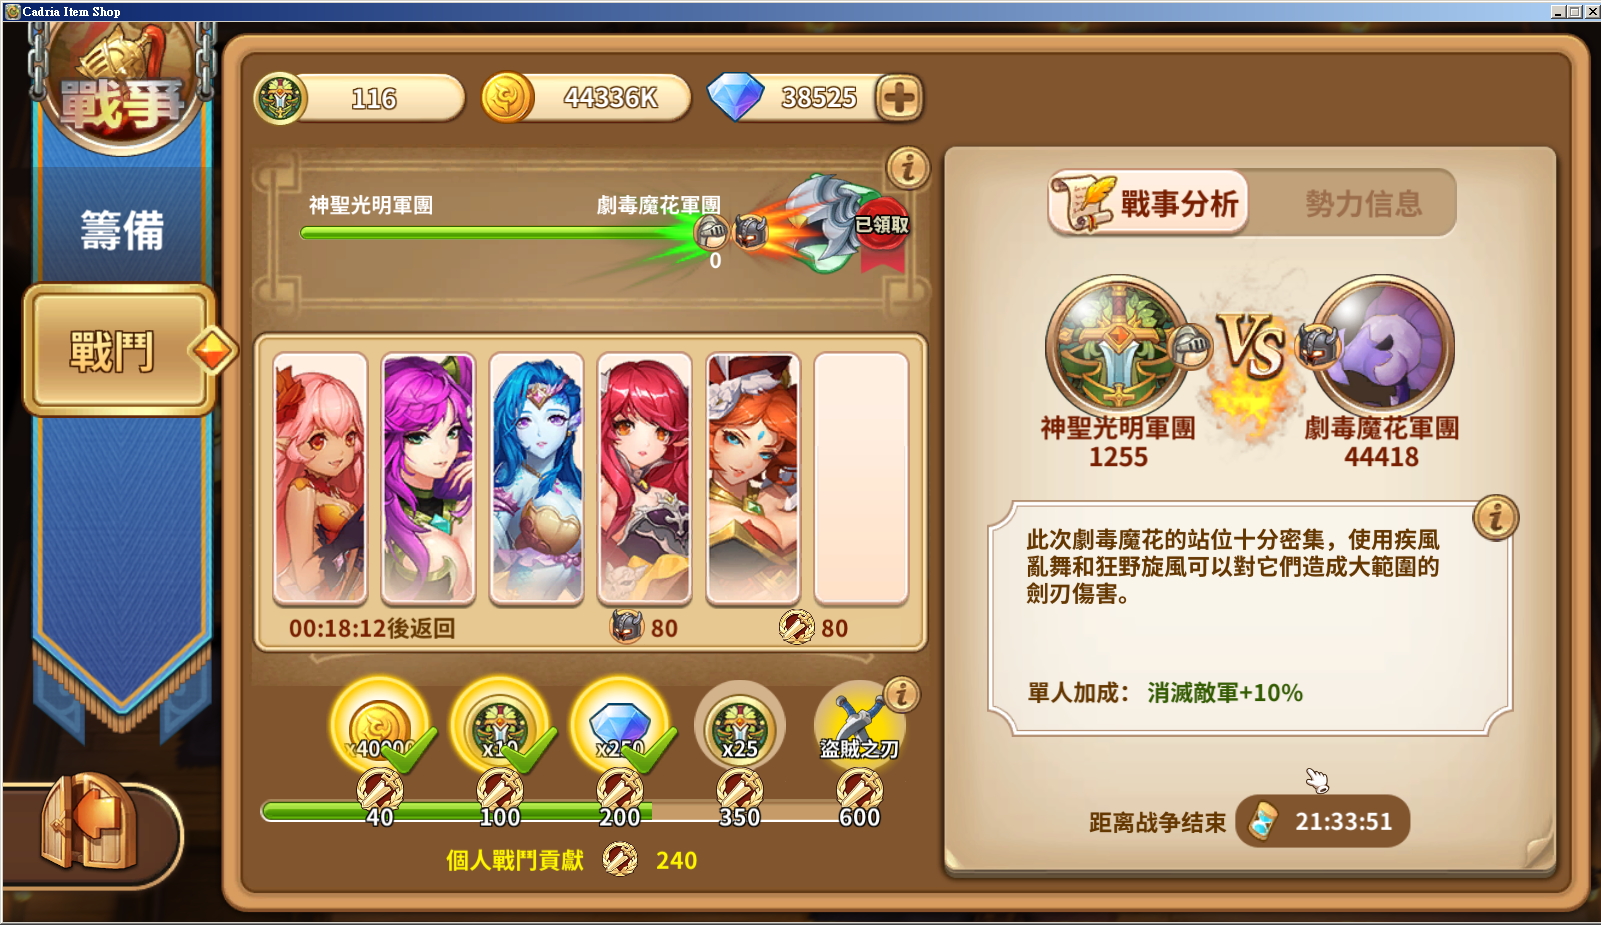 Cadria Item Shop
戰爭
116
44336K
38525
籌備
戰鬥
神聖光明軍團
劇毒魔花軍團
已領取
0
戰事分析
勢力信息
VS
神聖光明軍團
1255
劇毒魔花軍團
44418
此次劇毒魔花的站位十分密集，使用疾風
亂舞和狂野旋風可以對它們造成大範圍的
劍刃傷害。
單人加成： 消滅敵軍+10%
00:18:12後返回
80
80
x40000
x10
x250
x25
盜賊之刃
40
100
200
350
600
個人戰鬥貢獻
240
距离战争结束
21:33:51